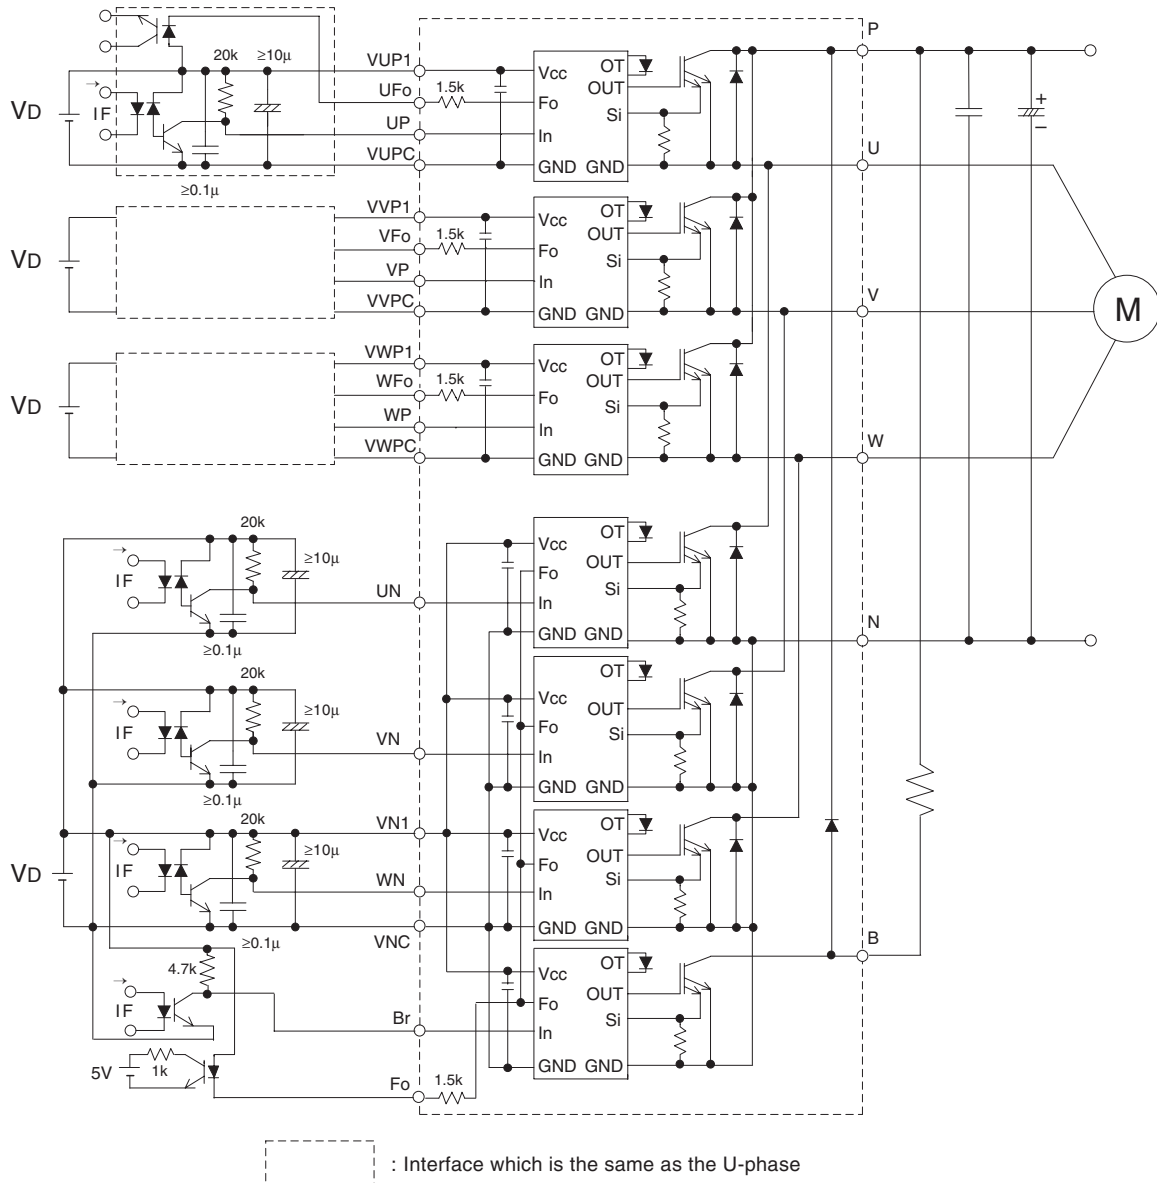 P
20k
≥10µ
VUP1
OT
Vcc
OUT
UFo
1.5k
Fo
Si
VD
IF
UP
In
+
−
VUPC
GND GND
U
≥0.1µ
VVP1
OT
Vcc
OUT
VFo
1.5k
Fo
Si
VD
VP
In
VVPC
GND GND
V
M
VWP1
OT
Vcc
OUT
WFo
1.5k
Fo
Si
VD
WP
In
VWPC
GND GND
W
20k
OT
Vcc
≥10µ
OUT
IF
Fo
Si
UN
In
GND GND
N
≥0.1µ
20k
OT
Vcc
≥10µ
OUT
IF
Fo
Si
VN
In
GND GND
≥0.1µ
20k
VN1
OT
Vcc
≥10µ
OUT
IF
Fo
Si
VD
WN
In
GND GND
VNC
≥0.1µ
B
4.7k
OT
Vcc
OUT
IF
Fo
Si
Br
In
5V
1k
GND GND
Fo
1.5k
: Interface which is the same as the U-phase